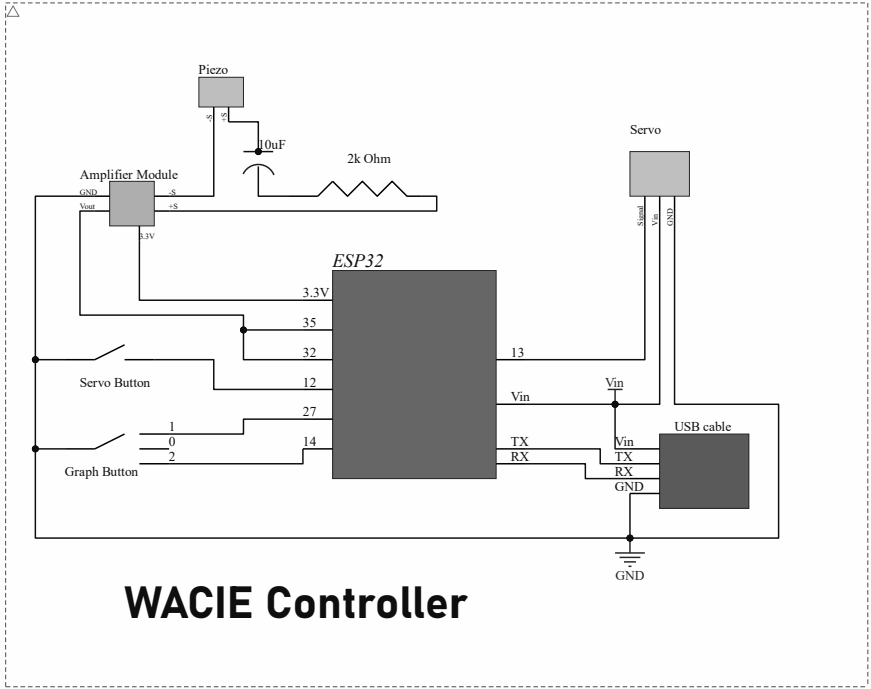 Piezo
-S
+S
10uF
2k Ohm
Servo
Signal
Vin
GND
Amplifier Module
GND
-S
Vout
+S
3.3V
ESP32
3.3V
35
32
13
Servo Button
12
Vin
Vin
27
1
0
2
14
Graph Button
TX
RX
USB cable
Vin
TX
RX
GND
GND
WACIE Controller